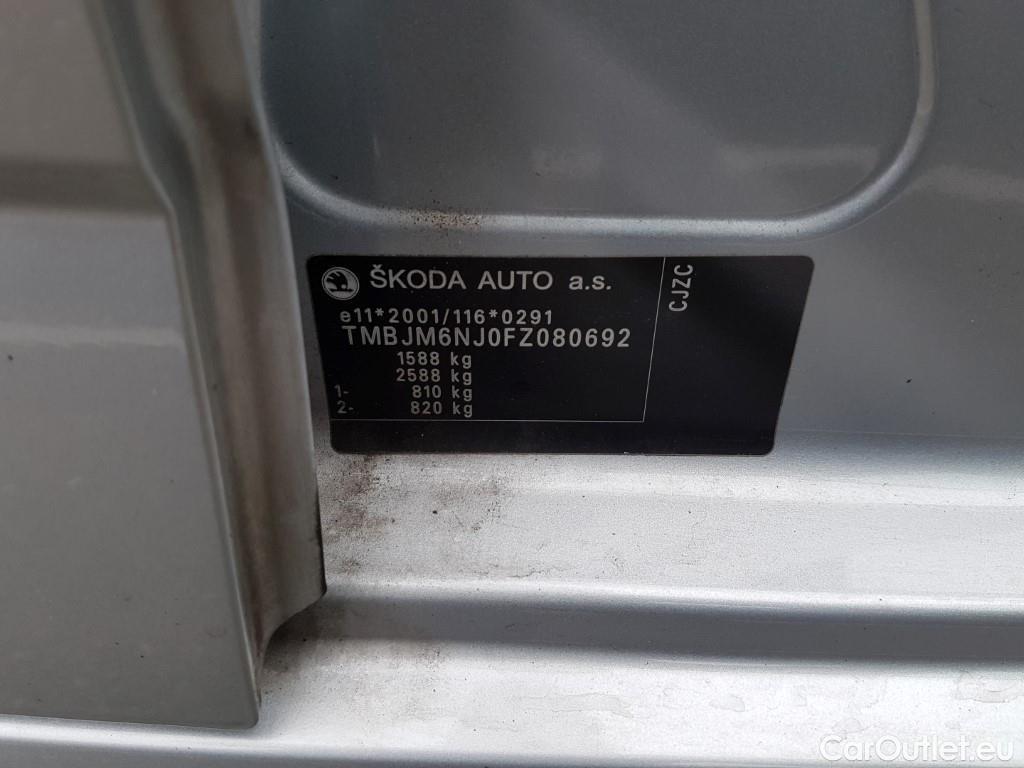 ŠKODA AUTO a.s.
e11*2001/116*0291
TMBJM6NJ0FZ080692
1588 kg
2588 kg
1- 810 kg
2- 820 kg
CJZC
CarOutlet.eu